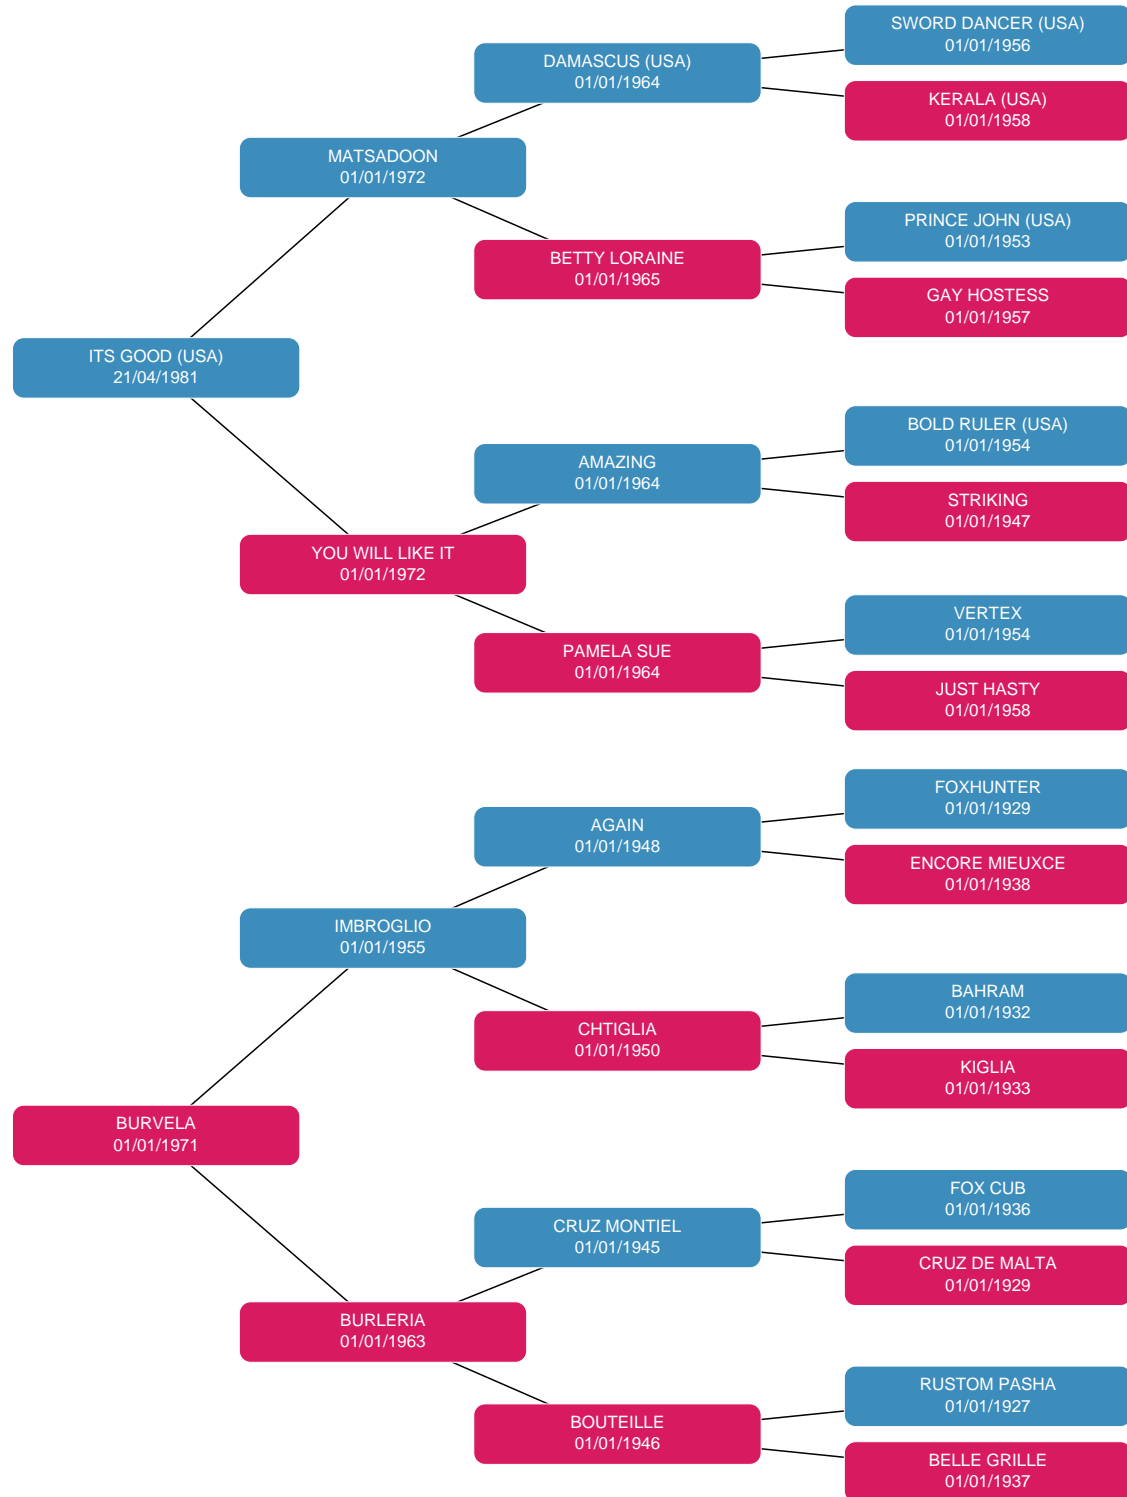 SWORD DANCER (USA)
01/01/1956
DAMASCUS (USA)
01/01/1964
KERALA (USA)
01/01/1958
MATSADOON
01/01/1972
PRINCE JOHN (USA)
01/01/1953
BETTY LORAINE
01/01/1965
GAY HOSTESS
01/01/1957
ITS GOOD (USA)
21/04/1981
BOLD RULER (USA)
01/01/1954
AMAZING
01/01/1964
STRIKING
01/01/1947
YOU WILL LIKE IT
01/01/1972
VERTEX
01/01/1954
PAMELA SUE
01/01/1964
JUST HASTY
01/01/1958
FOXHUNTER
01/01/1929
AGAIN
01/01/1948
ENCORE MIEUXCE
01/01/1938
IMBROGLIO
01/01/1955
BAHRAM
01/01/1932
CHTIGLIA
01/01/1950
KIGLIA
01/01/1933
BURVELA
01/01/1971
FOX CUB
01/01/1936
CRUZ MONTIEL
01/01/1945
CRUZ DE MALTA
01/01/1929
BURLERIA
01/01/1963
RUSTOM PASHA
01/01/1927
BOUTEILLE
01/01/1946
BELLE GRILLE
01/01/1937